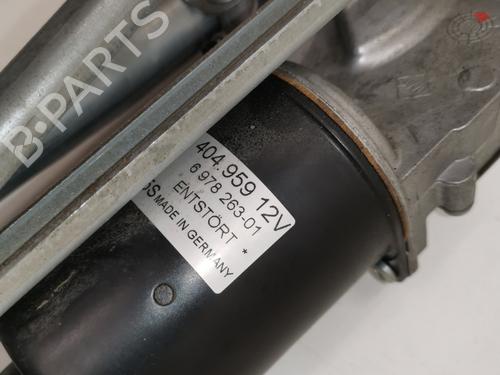 B-PARTS
404.959 12V
6 978 263-01
ENTSTÖRT *
MADE IN GERMANY